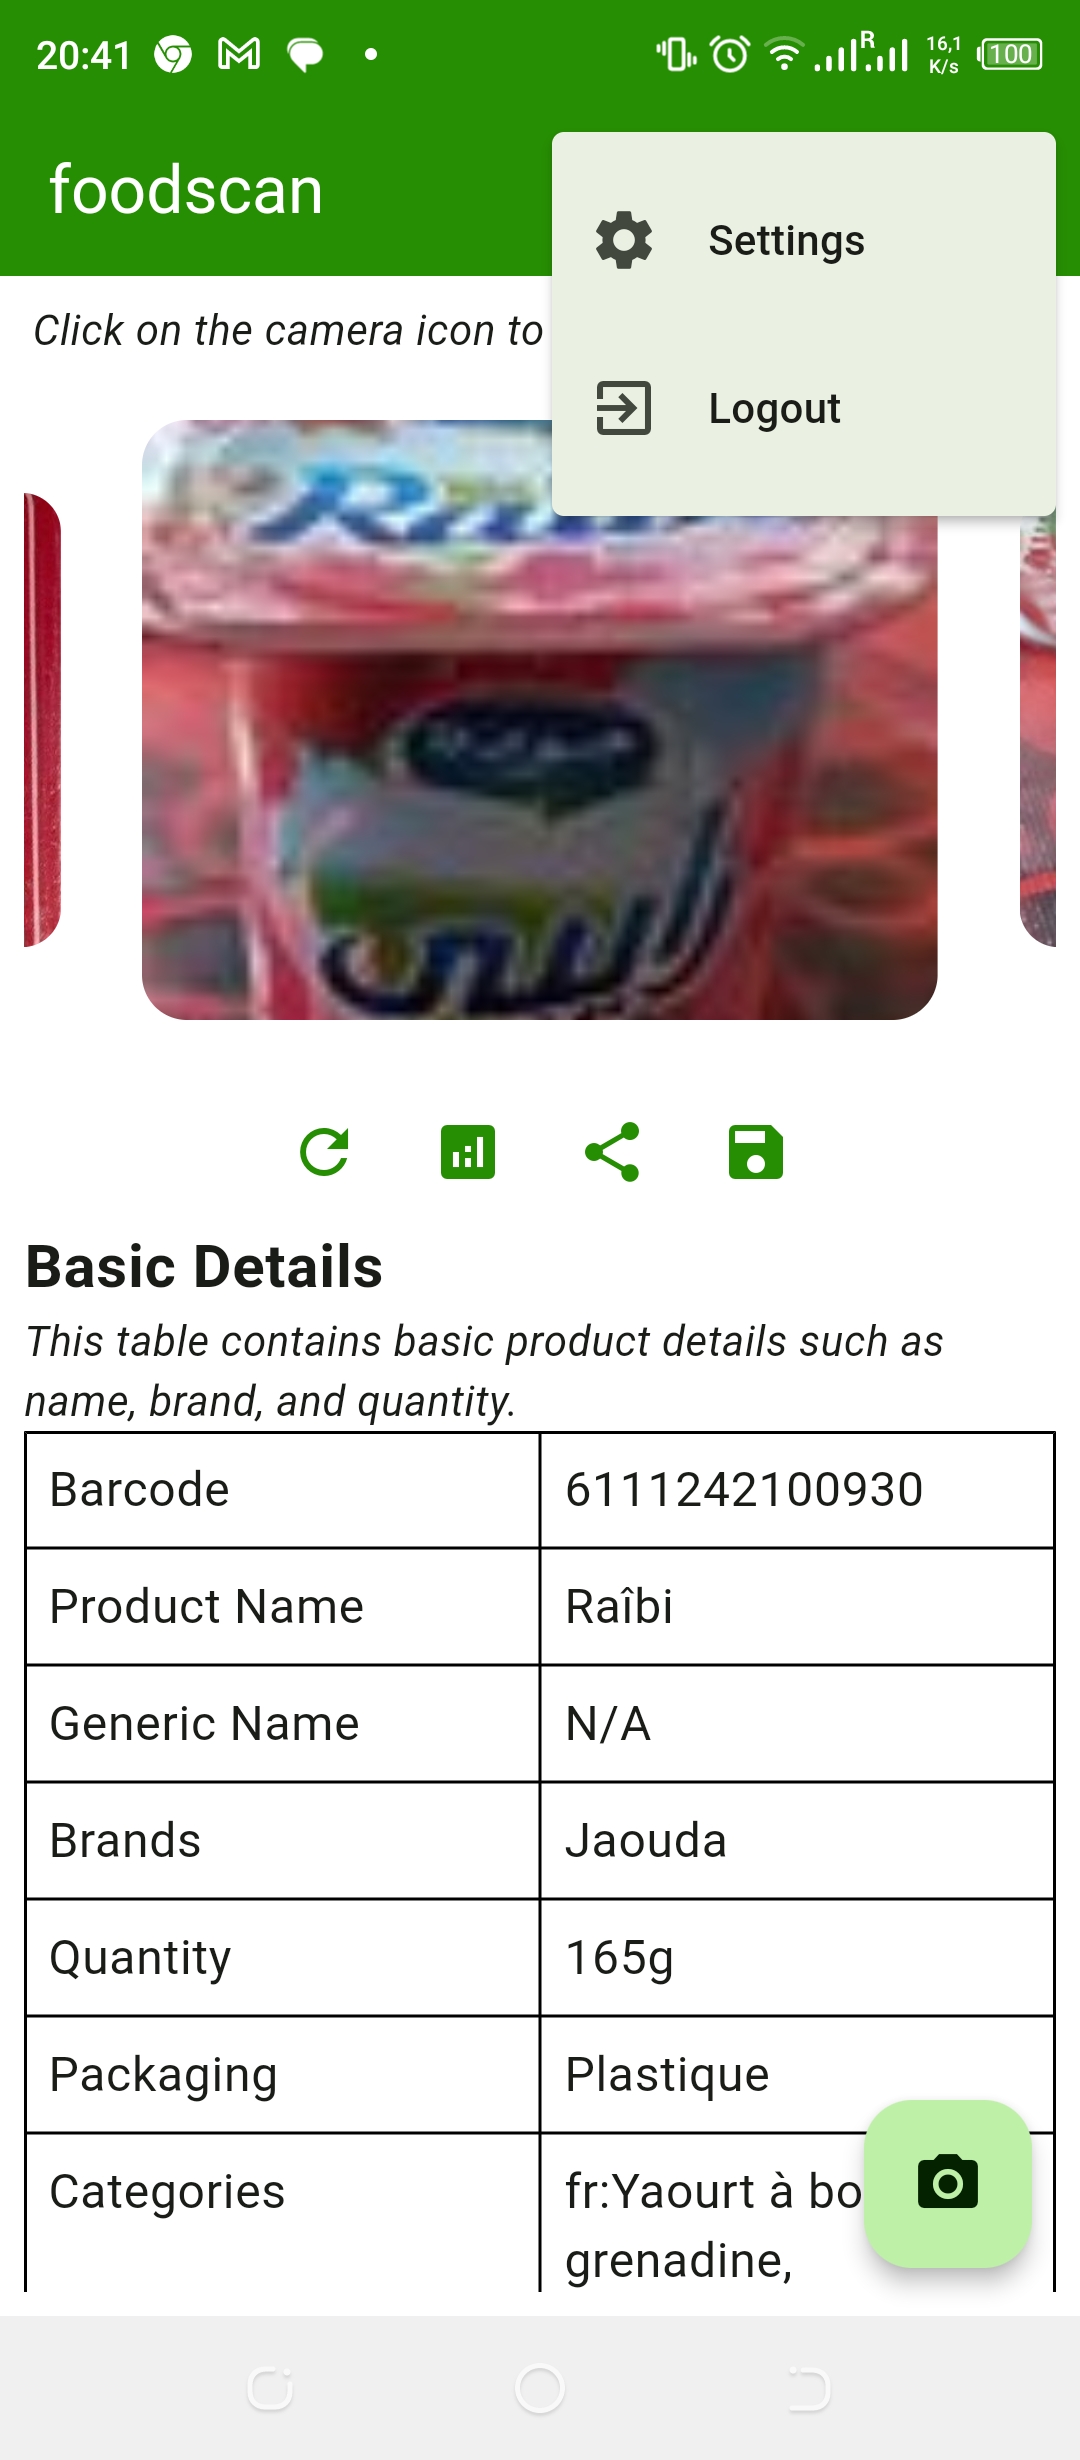 20:41
R
16,1
K/s
100
foodscan
Settings
Click on the camera icon to
Logout
Basic Details
This table contains basic product details such as
name, brand, and quantity.
Barcode 6111242100930
Product Name Raîbi
Generic Name N/A
Brands Jaouda
Quantity 165g
Packaging Plastique
Categories fr:Yaourt à bo
grenadine,